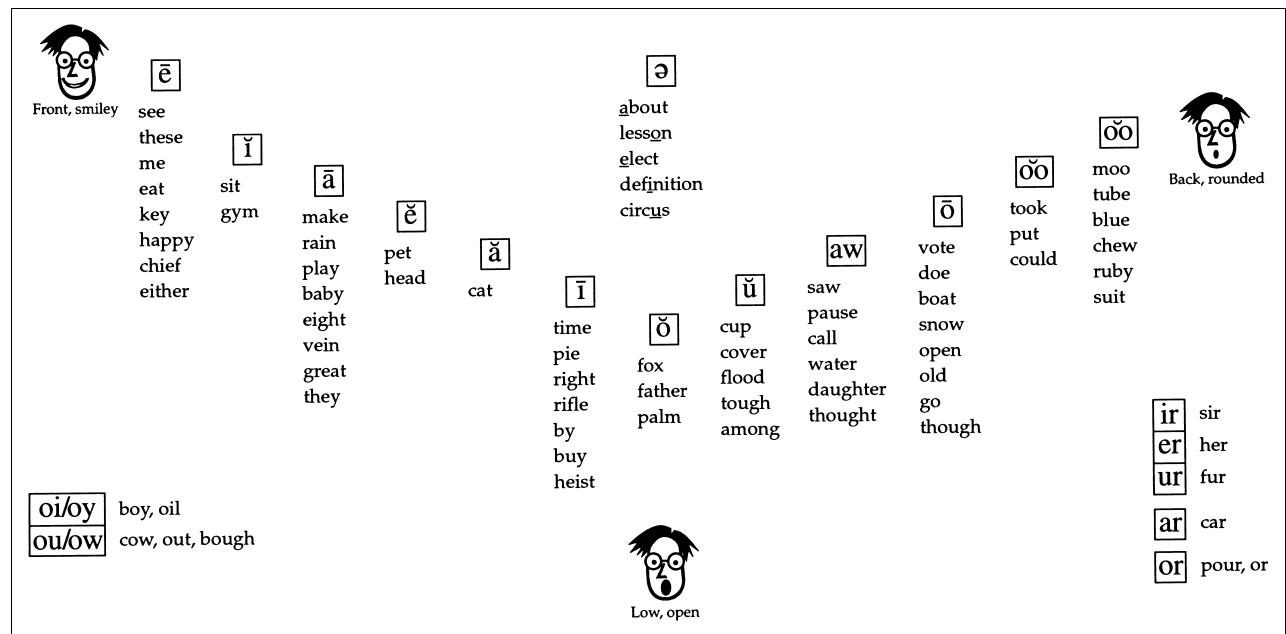 Front, smiley
ē
see
these
me
eat
key
happy
chief
either
ĭ
sit
gym
ā
make
rain
play
baby
eight
vein
great
they
ĕ
pet
head
ă
cat
ī
time
pie
right
rifle
by
buy
heist
ə
about
lesson
elect
definition
circus
ŏ
fox
father
palm
ŭ
cup
cover
flood
tough
among
aw
saw
pause
call
water
daughter
thought
ō
vote
doe
boat
snow
open
old
go
though
o͝o
took
put
could
o͝o
moo
tube
blue
chew
ruby
suit
Back, rounded
oi/oy boy, oil
ou/ow cow, out, bough
Low, open
ir sir
er her
ur fur
ar car
or pour, or